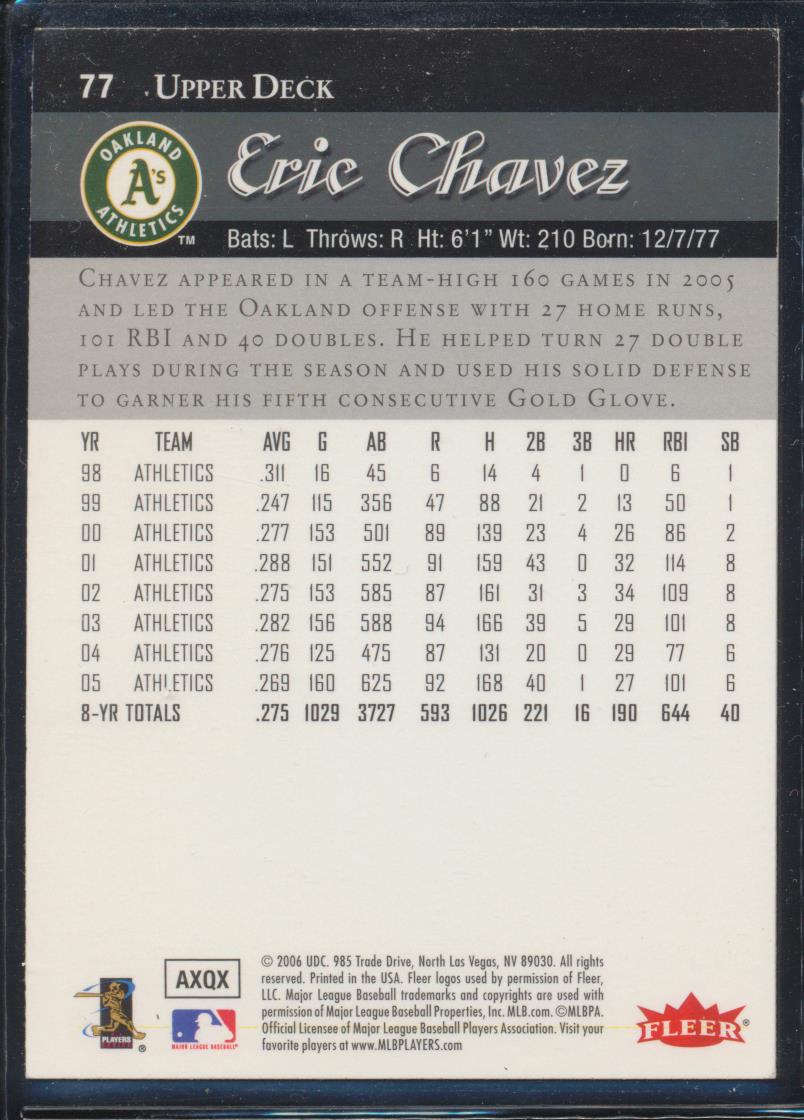 77 UPPER DECK
OAKLAND A'S ATHLETICS TM
Eric Chavez
Bats: L Throws: R Ht: 6'1" Wt: 210 Born: 12/7/77
CHAVEZ APPEARED IN A TEAM-HIGH 160 GAMES IN 2005
AND LED THE OAKLAND OFFENSE WITH 27 HOME RUNS,
101 RBI AND 40 DOUBLES. HE HELPED TURN 27 DOUBLE
PLAYS DURING THE SEASON AND USED HIS SOLID DEFENSE
TO GARNER HIS FIFTH CONSECUTIVE GOLD GLOVE.
YR TEAM AVG G AB R H 2B 3B HR RBI SB
98 ATHLETICS .311 16 45 6 14 4 1 0 6 1
99 ATHLETICS .247 115 356 47 88 21 2 13 50 1
00 ATHLETICS .277 153 501 89 139 23 4 26 86 2
01 ATHLETICS .288 151 552 91 159 43 0 32 114 8
02 ATHLETICS .275 153 585 87 161 31 3 34 109 8
03 ATHLETICS .282 156 588 94 166 39 5 29 101 8
04 ATHLETICS .276 125 475 87 131 20 0 29 77 6
05 ATHLETICS .269 160 625 92 168 40 1 27 101 6
8-YR TOTALS .275 1029 3727 593 1026 221 16 190 644 40
PLAYERS ®
AXQX
MAJOR LEAGUE BASEBALL
© 2006 UDC. 985 Trade Drive, North Las Vegas, NV 89030. All rights
reserved. Printed in the USA. Fleer logos used by permission of Fleer,
LLC. Major League Baseball trademarks and copyrights are used with
permission of Major League Baseball Properties, Inc. MLB.com. ©MLBPA.
Official Licensee of Major League Baseball Players Association. Visit your
favorite players at www.MLBPLAYERS.com
FLEER®